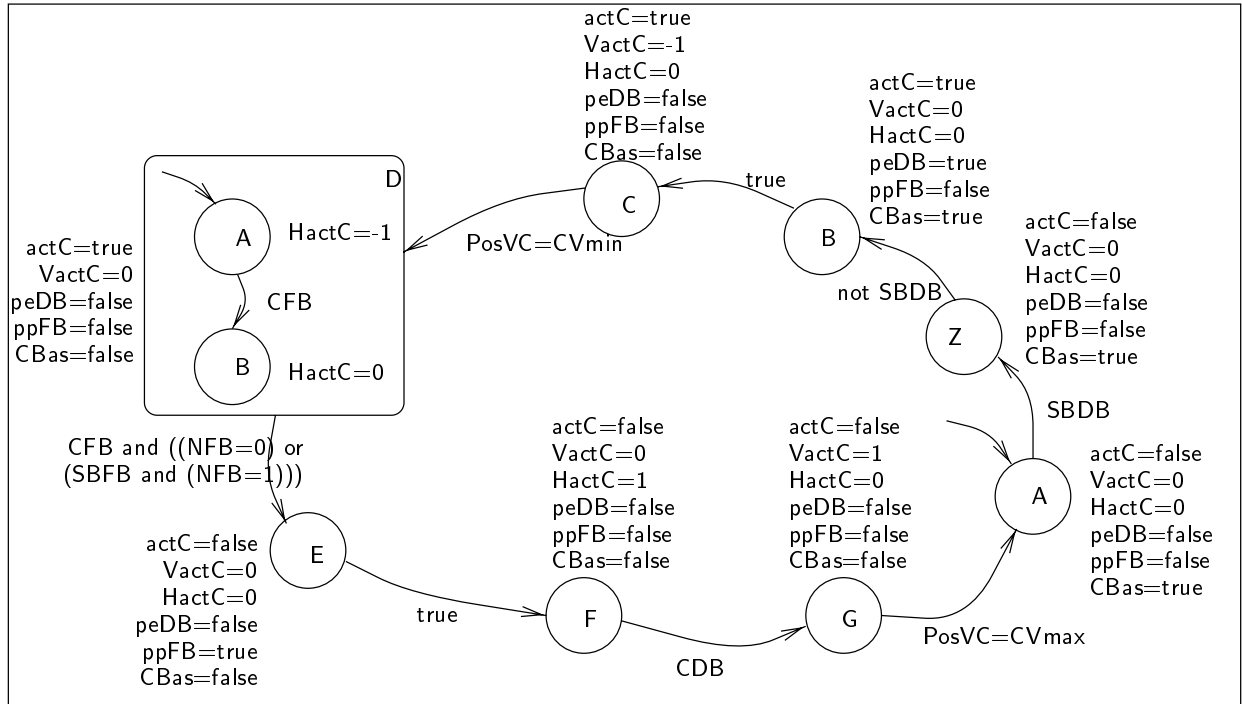 actC=true
VactC=-1
HactC=0
peDB=false
ppFB=false
CBas=false
C
true
actC=true
VactC=0
HactC=0
peDB=true
ppFB=false
CBas=true
B
not SBDB
actC=false
VactC=0
HactC=0
peDB=false
ppFB=false
CBas=true
Z
SBDB
PosVC=CVmin
D
A
HactC=-1
CFB
B
HactC=0
actC=true
VactC=0
peDB=false
ppFB=false
CBas=false
CFB and ((NFB=0) or
(SBFB and (NFB=1)))
actC=false
VactC=0
HactC=0
peDB=false
ppFB=true
CBas=false
E
true
actC=false
VactC=0
HactC=1
peDB=false
ppFB=false
CBas=false
F
CDB
actC=false
VactC=1
HactC=0
peDB=false
ppFB=false
CBas=false
G
PosVC=CVmax
A
actC=false
VactC=0
HactC=0
peDB=false
ppFB=false
CBas=true